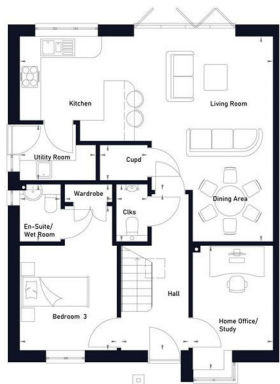 Kitchen
Living Room
Utility Room
Cupd
Wardrobe
Clks
Dining Area
En-Suite/
Wet Room
Hall
Bedroom 3
Home Office/
Study